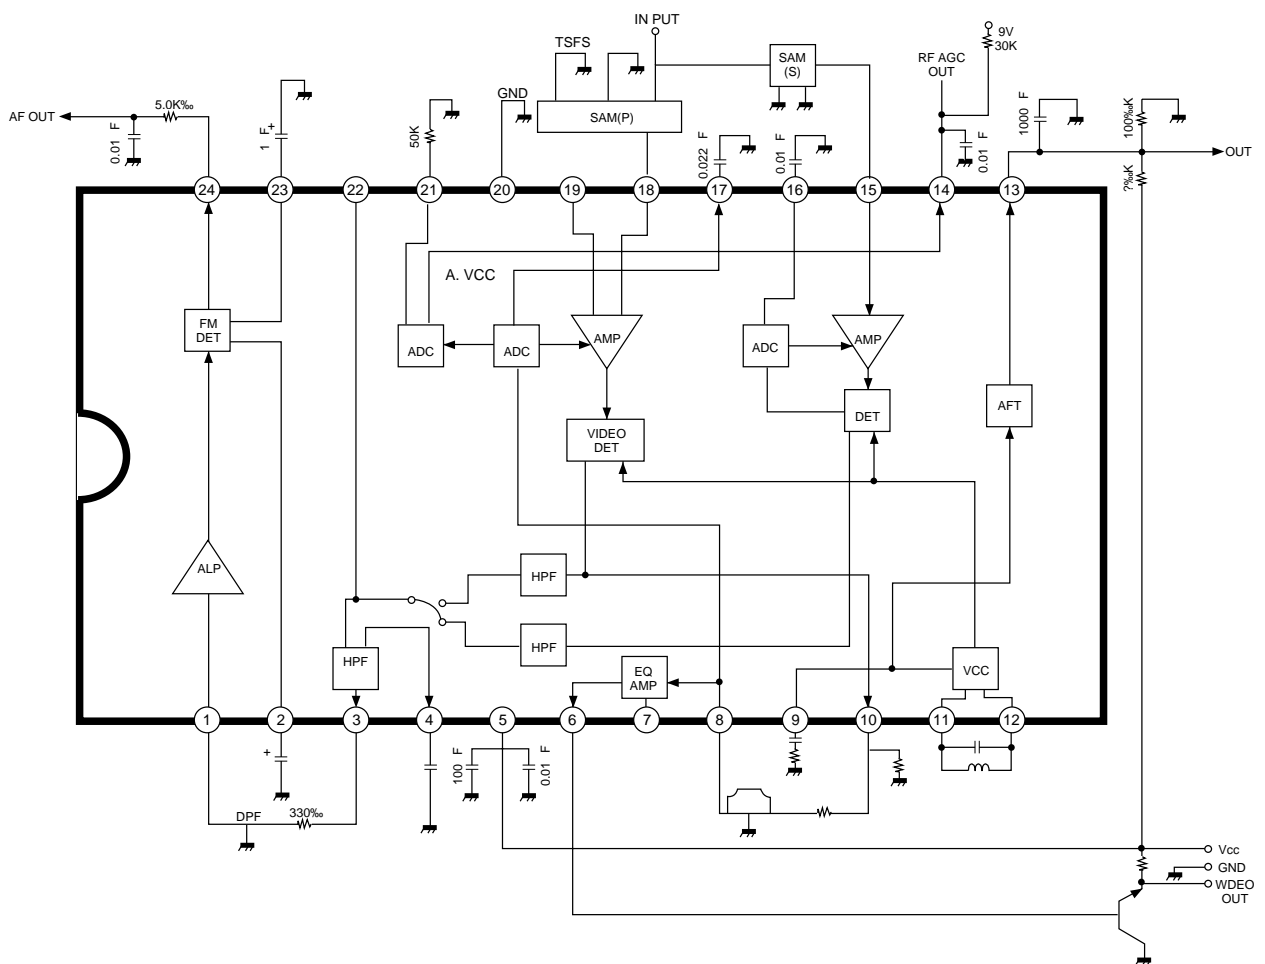 IN PUT
TSFS
9V
30K
SAM
(S)
RF AGC
OUT
GND
SAM(P)
AF OUT
5.0K‰
0.01 F
1 F
+
50K
0.022 F
0.01 F
0.01 F
1000 F
100‰K
OUT
?‰K
24
23
22
21
20
19
18
17
16
15
14
13
A. VCC
FM
DET
ADC
ADC
AMP
ADC
AMP
VIDEO
DET
DET
AFT
ALP
HPF
HPF
HPF
EQ
AMP
VCC
1
2
3
4
5
6
7
8
9
10
11
12
+
100 F
0.01 F
DPF
330‰
Vcc
GND
WDEO
OUT